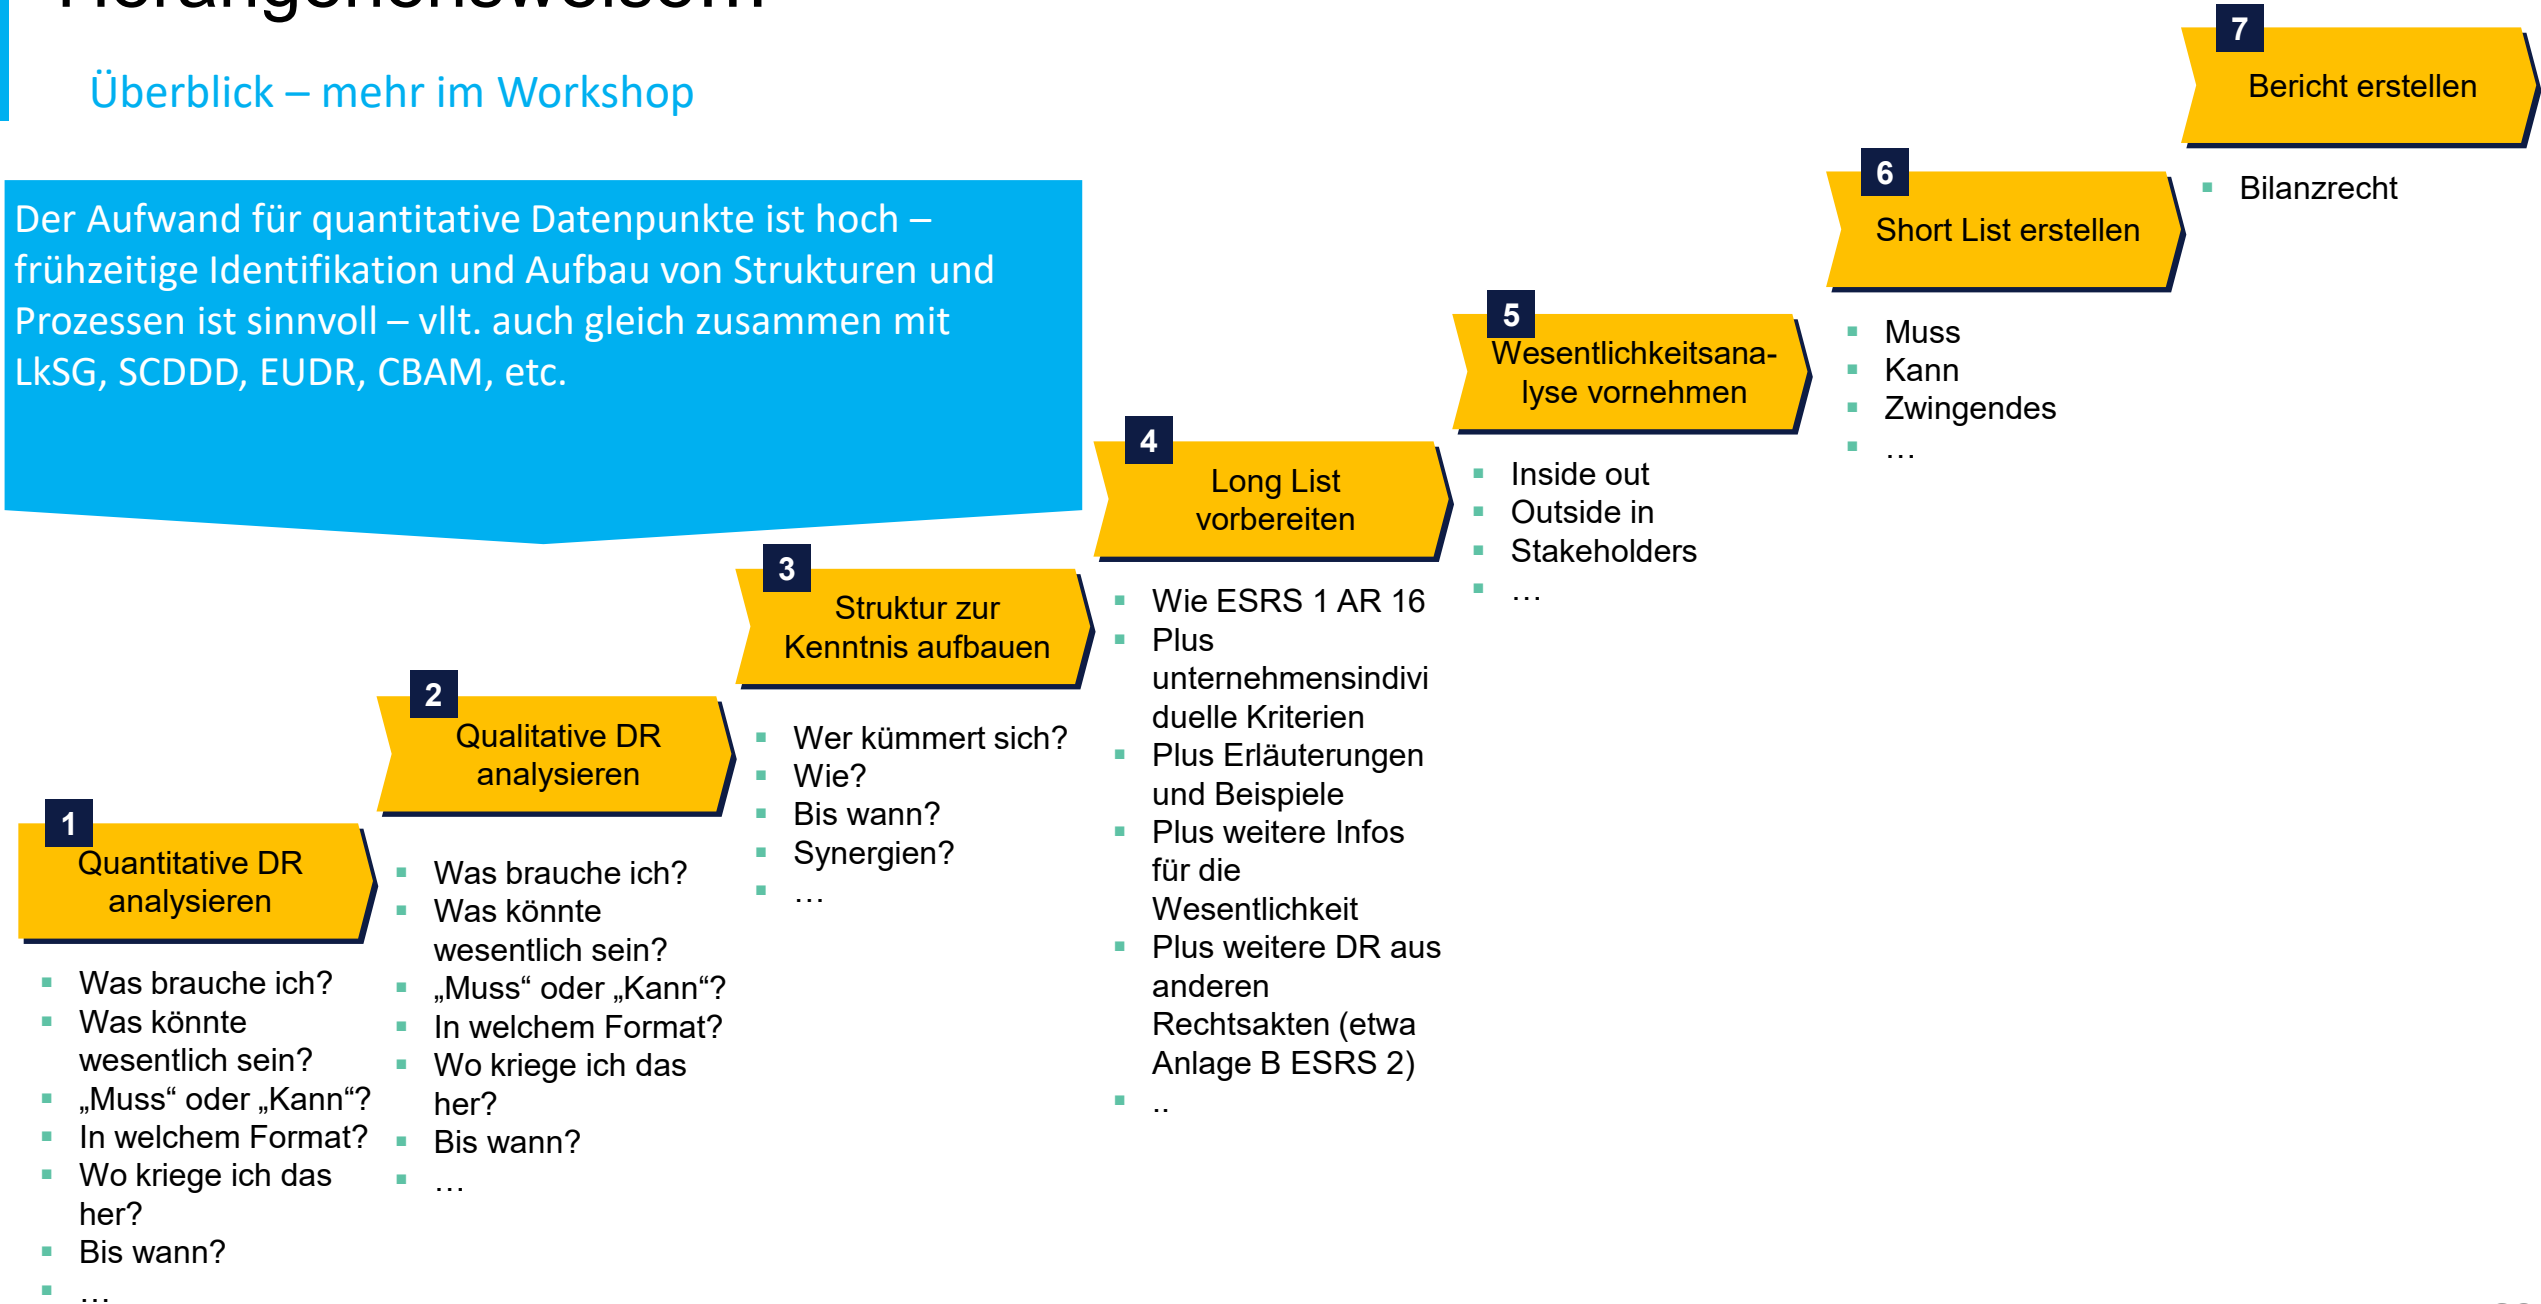 Herangehensweise...
Überblick – mehr im Workshop
Der Aufwand für quantitative Datenpunkte ist hoch –
frühzeitige Identifikation und Aufbau von Strukturen und
Prozessen ist sinnvoll – vllt. auch gleich zusammen mit
LkSG, SCDDD, EUDR, CBAM, etc.
1
Quantitative DR
analysieren
Was brauche ich?
Was könnte
wesentlich sein?
„Muss“ oder „Kann“?
In welchem Format?
Wo kriege ich das
her?
Bis wann?
…
2
Qualitative DR
analysieren
Was brauche ich?
Was könnte
wesentlich sein?
„Muss“ oder „Kann“?
In welchem Format?
Wo kriege ich das
her?
Bis wann?
…
3
Struktur zur
Kenntnis aufbauen
Wer kümmert sich?
Wie?
Bis wann?
Synergien?
…
4
Long List
vorbereiten
Wie ESRS 1 AR 16
Plus
unternehmensindivi
duelle Kriterien
Plus Erläuterungen
und Beispiele
Plus weitere Infos
für die
Wesentlichkeit
Plus weitere DR aus
anderen
Rechtsakten (etwa
Anlage B ESRS 2)
..
5
Wesentlichkeitsana-
lyse vornehmen
Inside out
Outside in
Stakeholders
…
6
Short List erstellen
Muss
Kann
Zwingendes
…
7
Bericht erstellen
Bilanzrecht